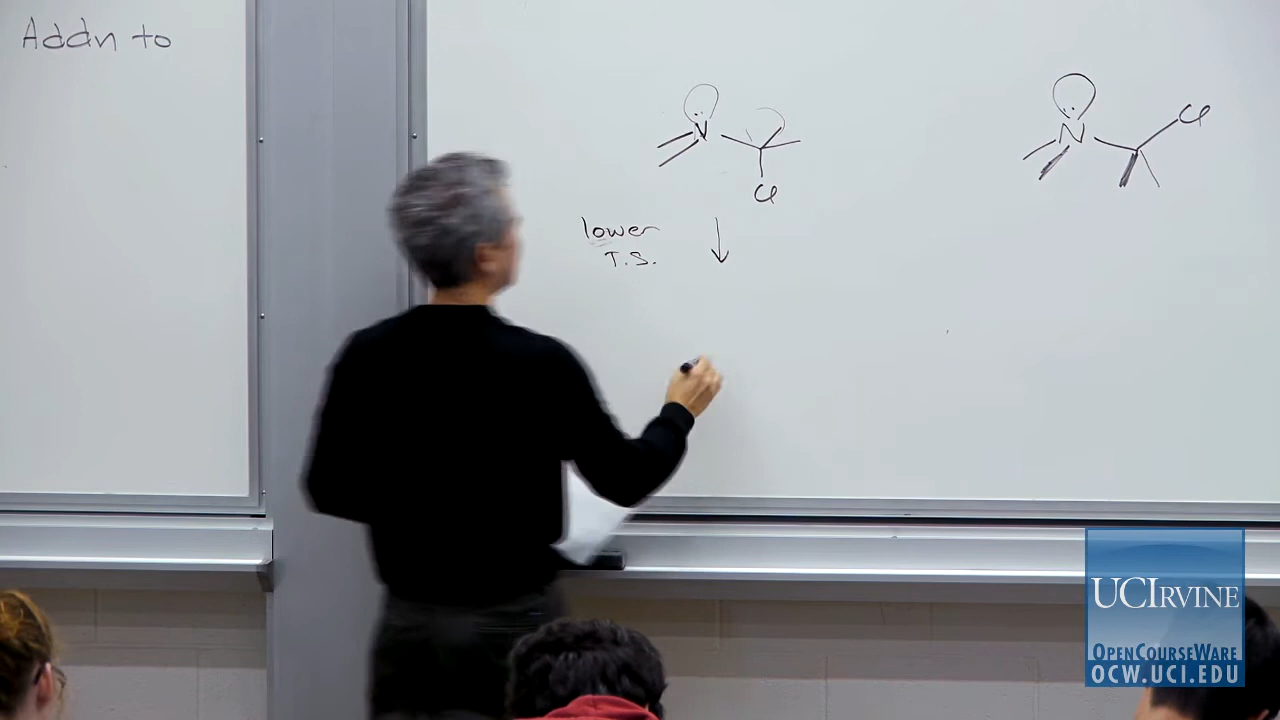 Addn to
N
Cl
lower
T.S.
N
Cl
UCIRVINE
OPENCOURSEWARE
OCW.UCI.EDU